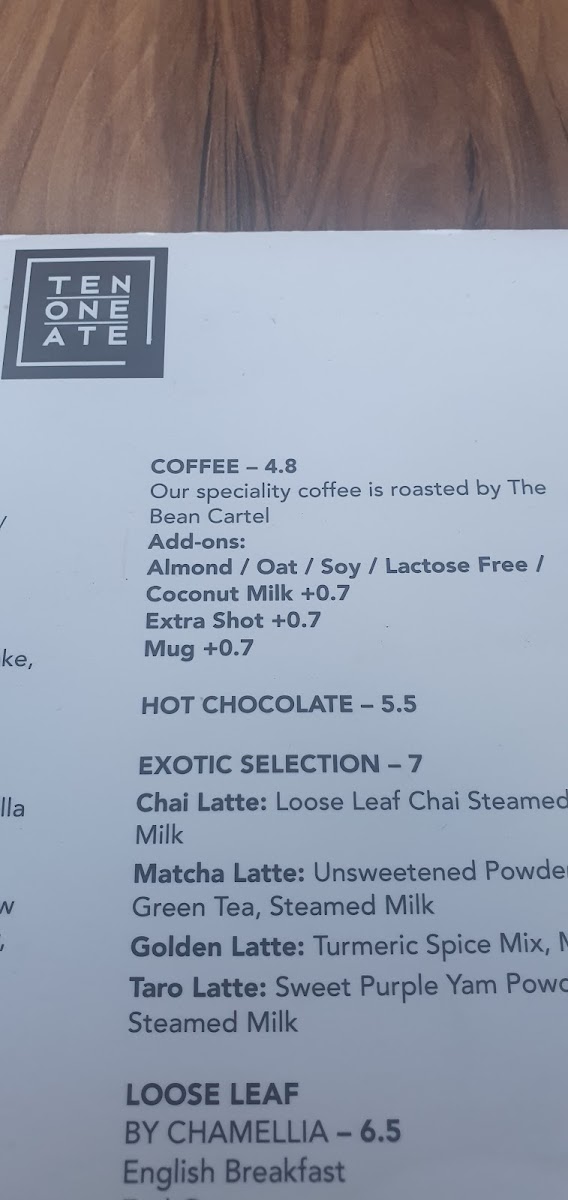 TEN
ONE
ATE
COFFEE – 4.8
Our speciality coffee is roasted by The
Bean Cartel
Add-ons:
Almond / Oat / Soy / Lactose Free /
Coconut Milk +0.7
Extra Shot +0.7
Mug +0.7
HOT CHOCOLATE – 5.5
EXOTIC SELECTION – 7
Chai Latte: Loose Leaf Chai Steamed
Milk
Matcha Latte: Unsweetened
Green Tea, Steamed Milk
Golden Latte: Turmeric Spice Mix,
Taro Latte: Sweet Purple Yam
Steamed Milk
LOOSE LEAF
BY CHAMELLIA – 6.5
English Breakfast